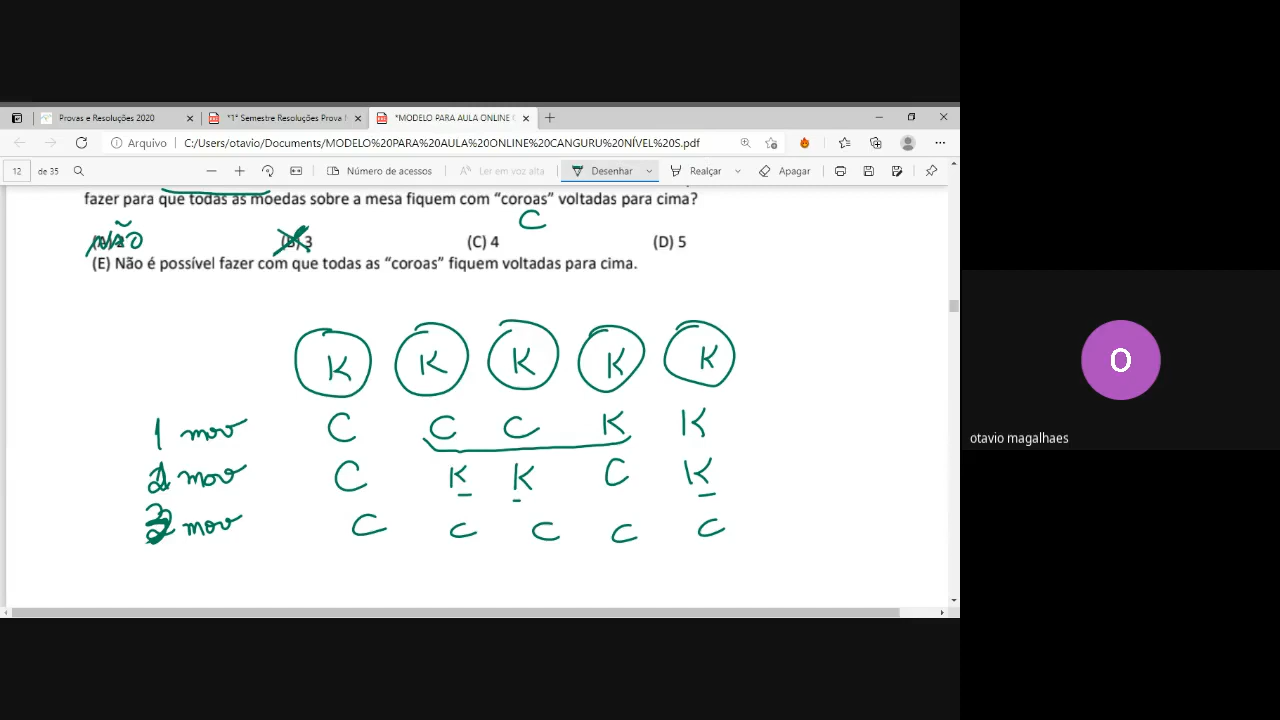 Provas e Resoluções 2020
*1° Semestre Resoluções Prova I
*MODELO PARA AULA ONLINE C
Arquivo
C:/Users/otavio/Documents/MODELO%20PARA%20AULA%20ONLINE%20CANGURU%20NÍVEL%20S.pdf
12 de 35
Número de acessos
Ler em voz alta
Desenhar
Realçar
Apagar
fazer para que todas as moedas sobre a mesa fiquem com “coroas” voltadas para cima?
C
NÃO
(B) 3
(C) 4
(D) 5
(E) Não é possível fazer com que todas as “coroas” fiquem voltadas para cima.
K K K K K
1 mov C C C K K
2 mov C K K C K
3 mov C C C C C
O
otavio magalhaes